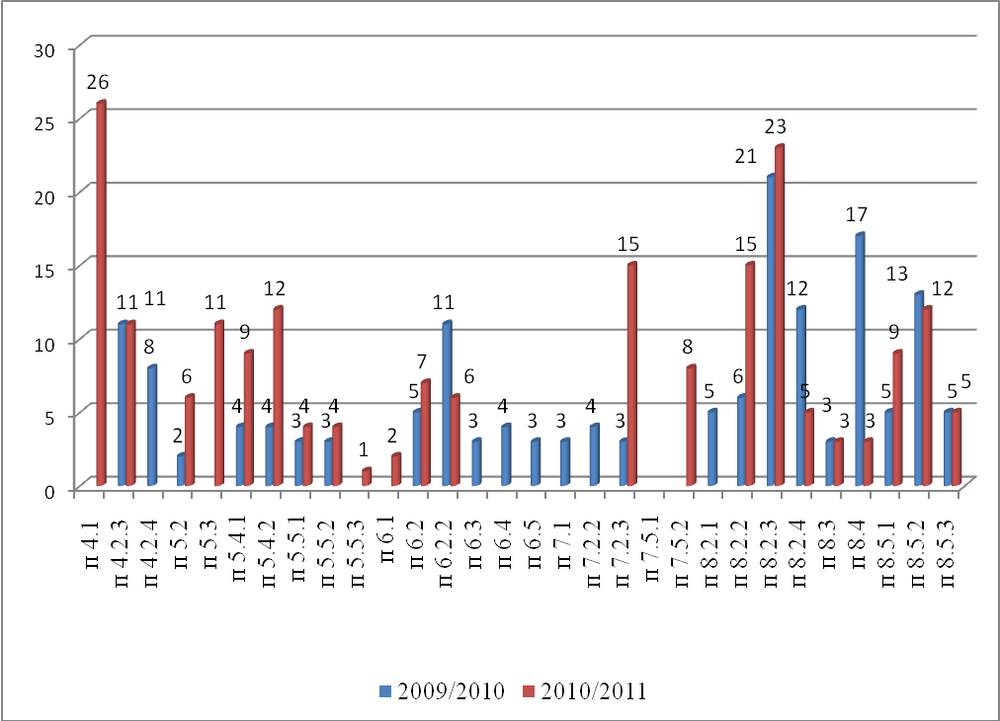 30
25
20
15
10
5
0
26
11
11
8
2
6
11
4
9
4
12
3
4
3
4
1
2
5
7
11
6
3
4
3
3
4
3
15
8
5
6
15
21
23
12
5
3
3
17
3
5
9
13
12
5
5
п 4.1
п 4.2.3
п 4.2.4
п 5.2
п 5.3
п 5.4.1
п 5.4.2
п 5.5.1
п 5.5.2
п 5.5.3
п 6.1
п 6.2
п6.2.2
п 6.3
п 6.4
п 6.5
п 7.1
п 7.2.2
п 7.2.3
п 7.5.1
п 7.5.2
п 8.2.1
п 8.2.2
п 8.2.3
п 8.2.4
п 8.3
п 8.4
п 8.5.1
п 8.5.2
п 8.5.3
2009/2010
2010/2011